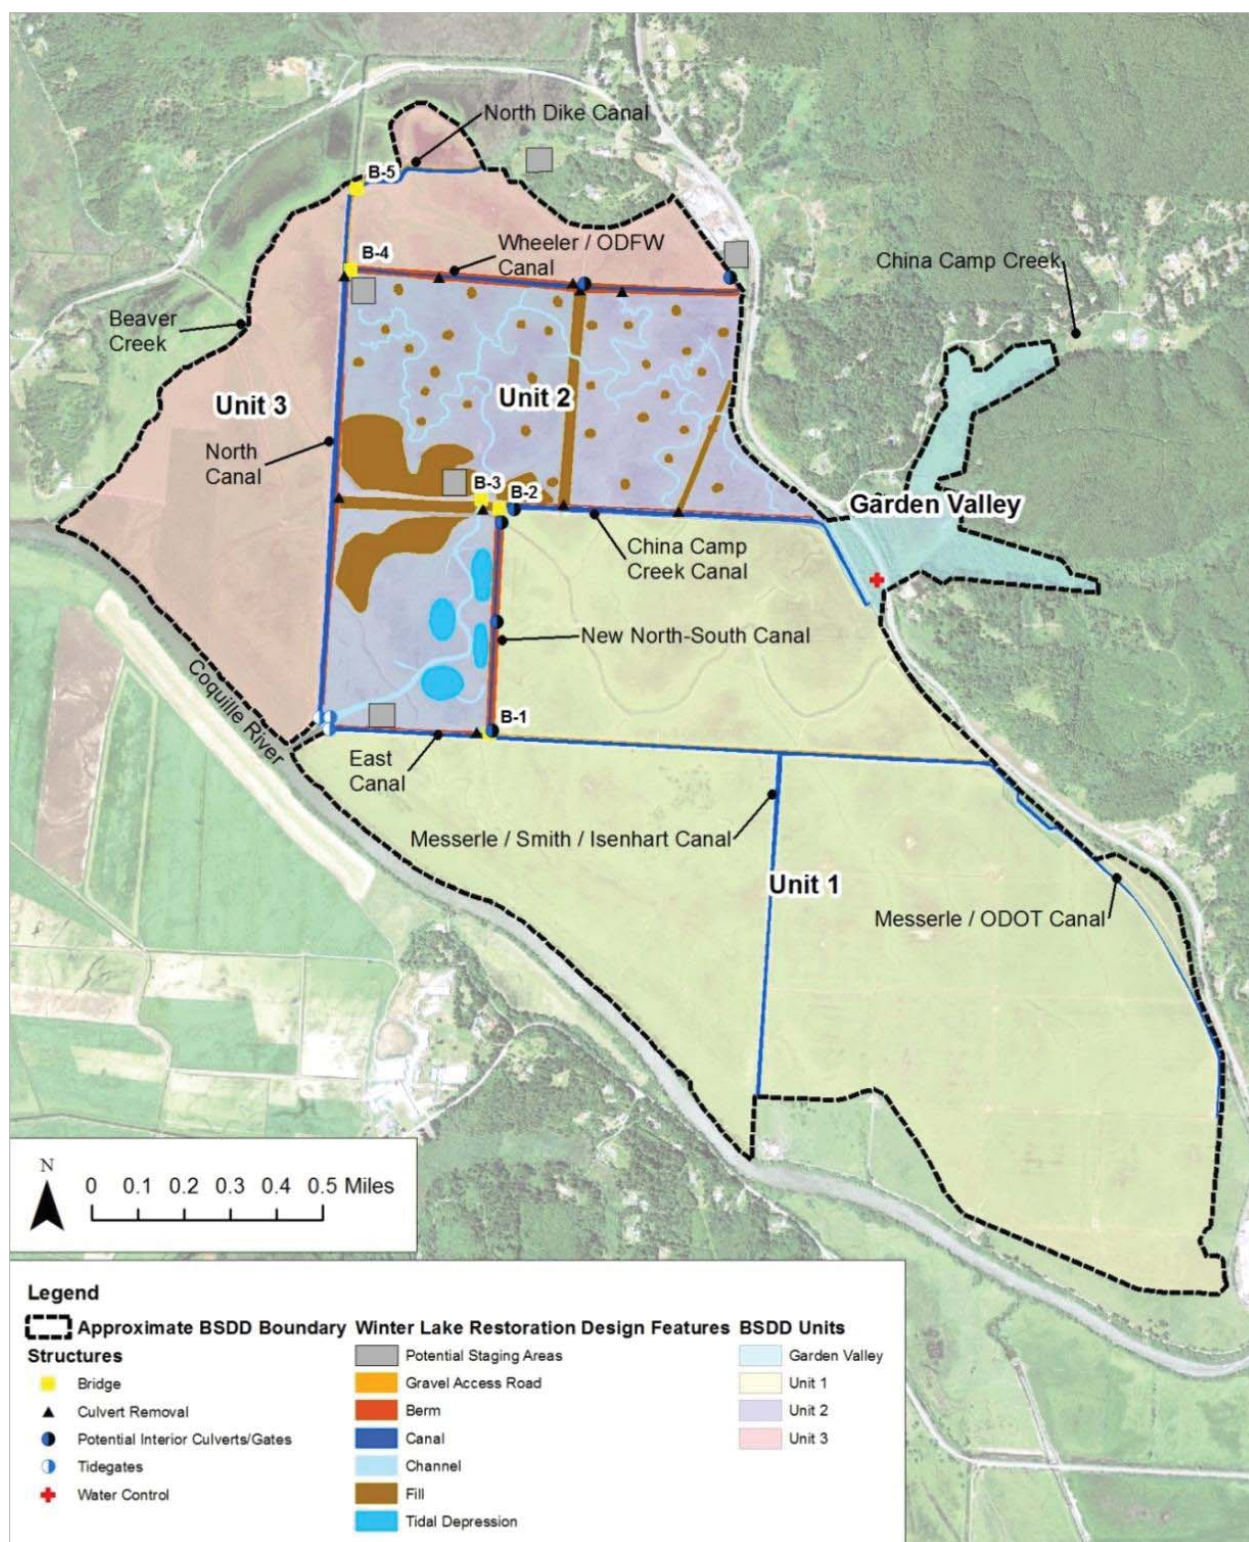 North Dike Canal
B-5
B-4
Wheeler / ODFW
Canal
China Camp Creek
Beaver
Creek
Unit 3
Unit 2
North
Canal
B-3
B-2
Garden Valley
China Camp
Creek Canal
New North-South Canal
Coquille River
B-1
East
Canal
Messerle / Smith / Isenhart Canal
Unit 1
Messerle / ODOT Canal
N
0 0.1 0.2 0.3 0.4 0.5 Miles
Legend
Approximate BSDD Boundary
Structures
Bridge
Culvert Removal
Potential Interior Culverts/Gates
Tidegates
Water Control
Winter Lake Restoration Design Features
Potential Staging Areas
Gravel Access Road
Berm
Canal
Channel
Fill
Tidal Depression
BSDD Units
Garden Valley
Unit 1
Unit 2
Unit 3